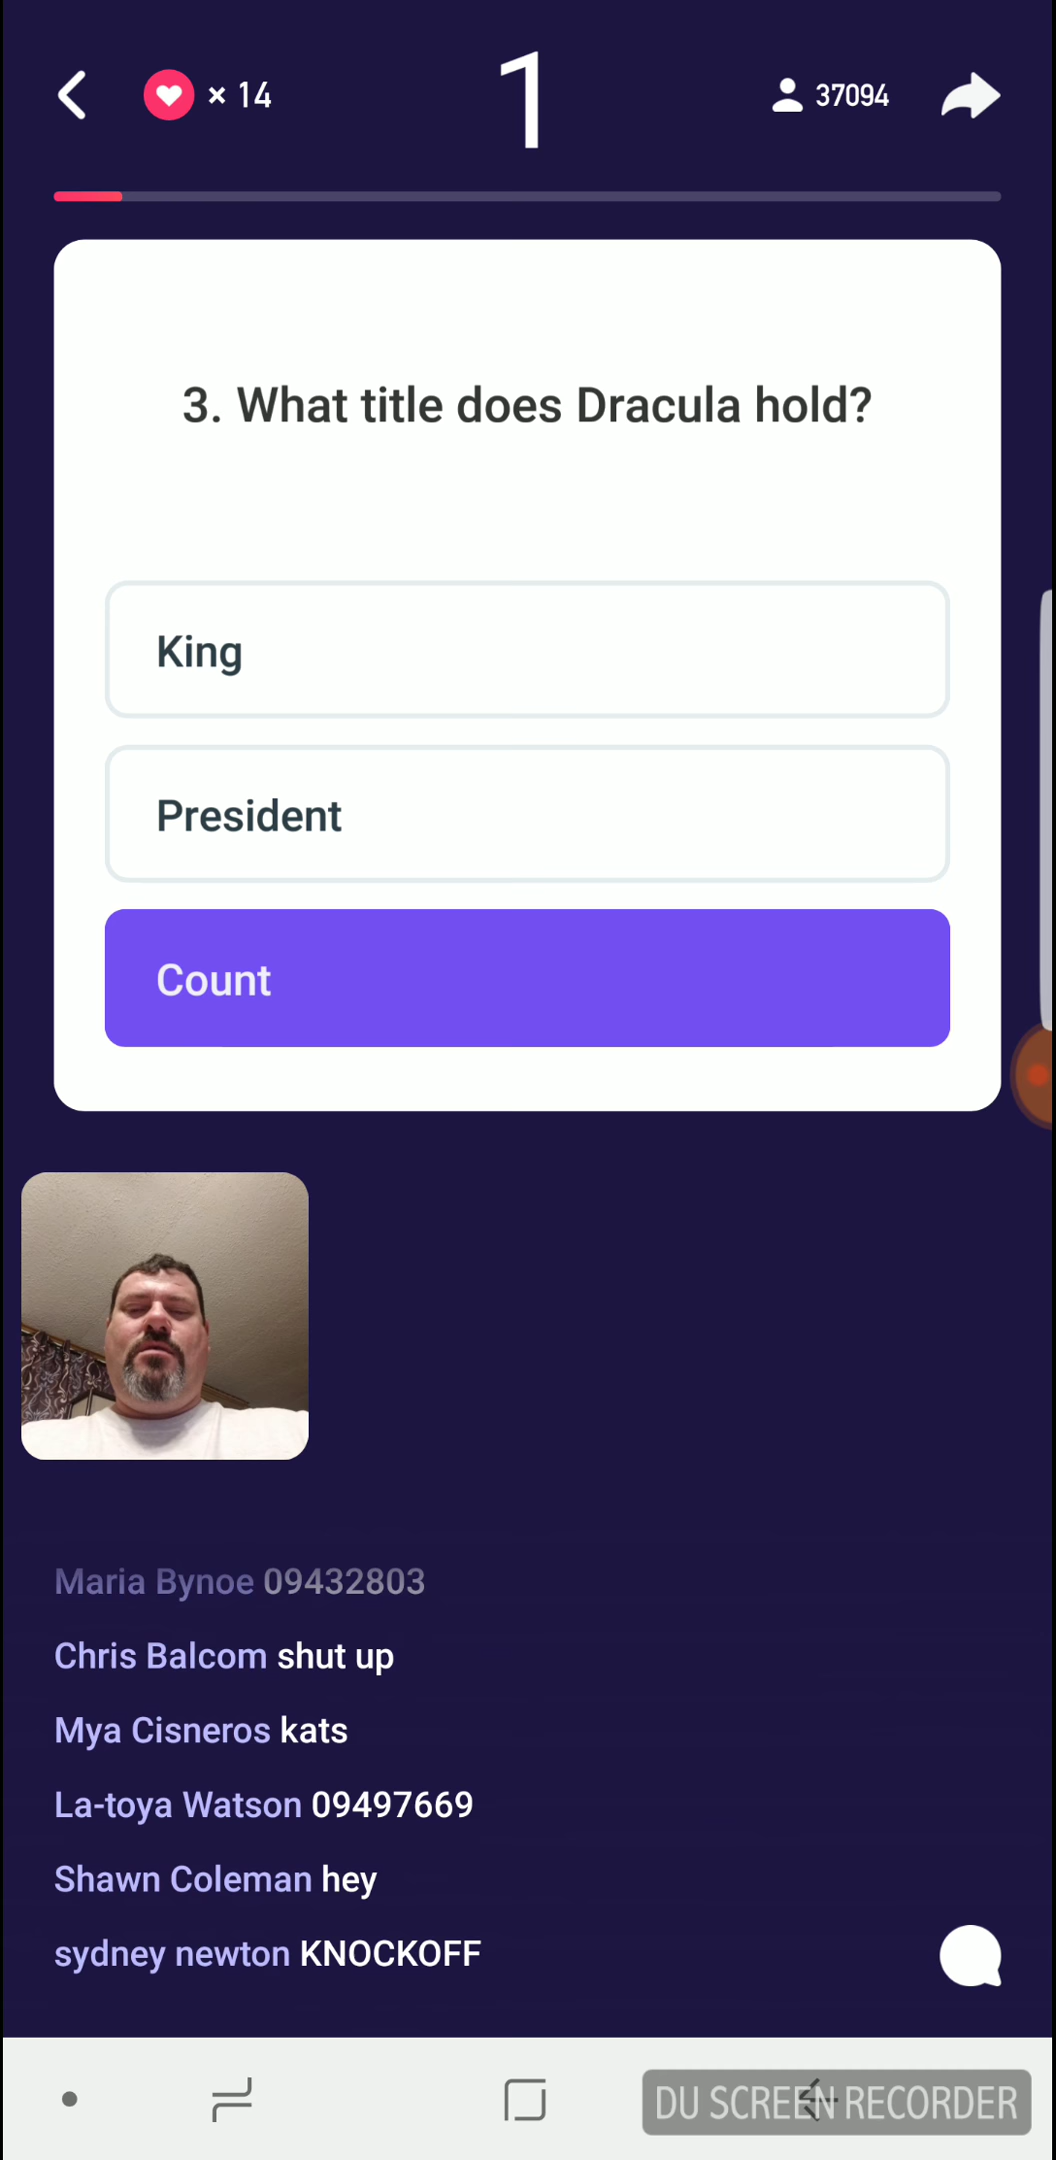 × 14
1
37094
3. What title does Dracula hold?
King
President
Count
Maria Bynoe 09432803
Chris Balcom shut up
Mya Cisneros kats
La-toya Watson 09497669
Shawn Coleman hey
sydney newton KNOCKOFF
DU SCREEN RECORDER